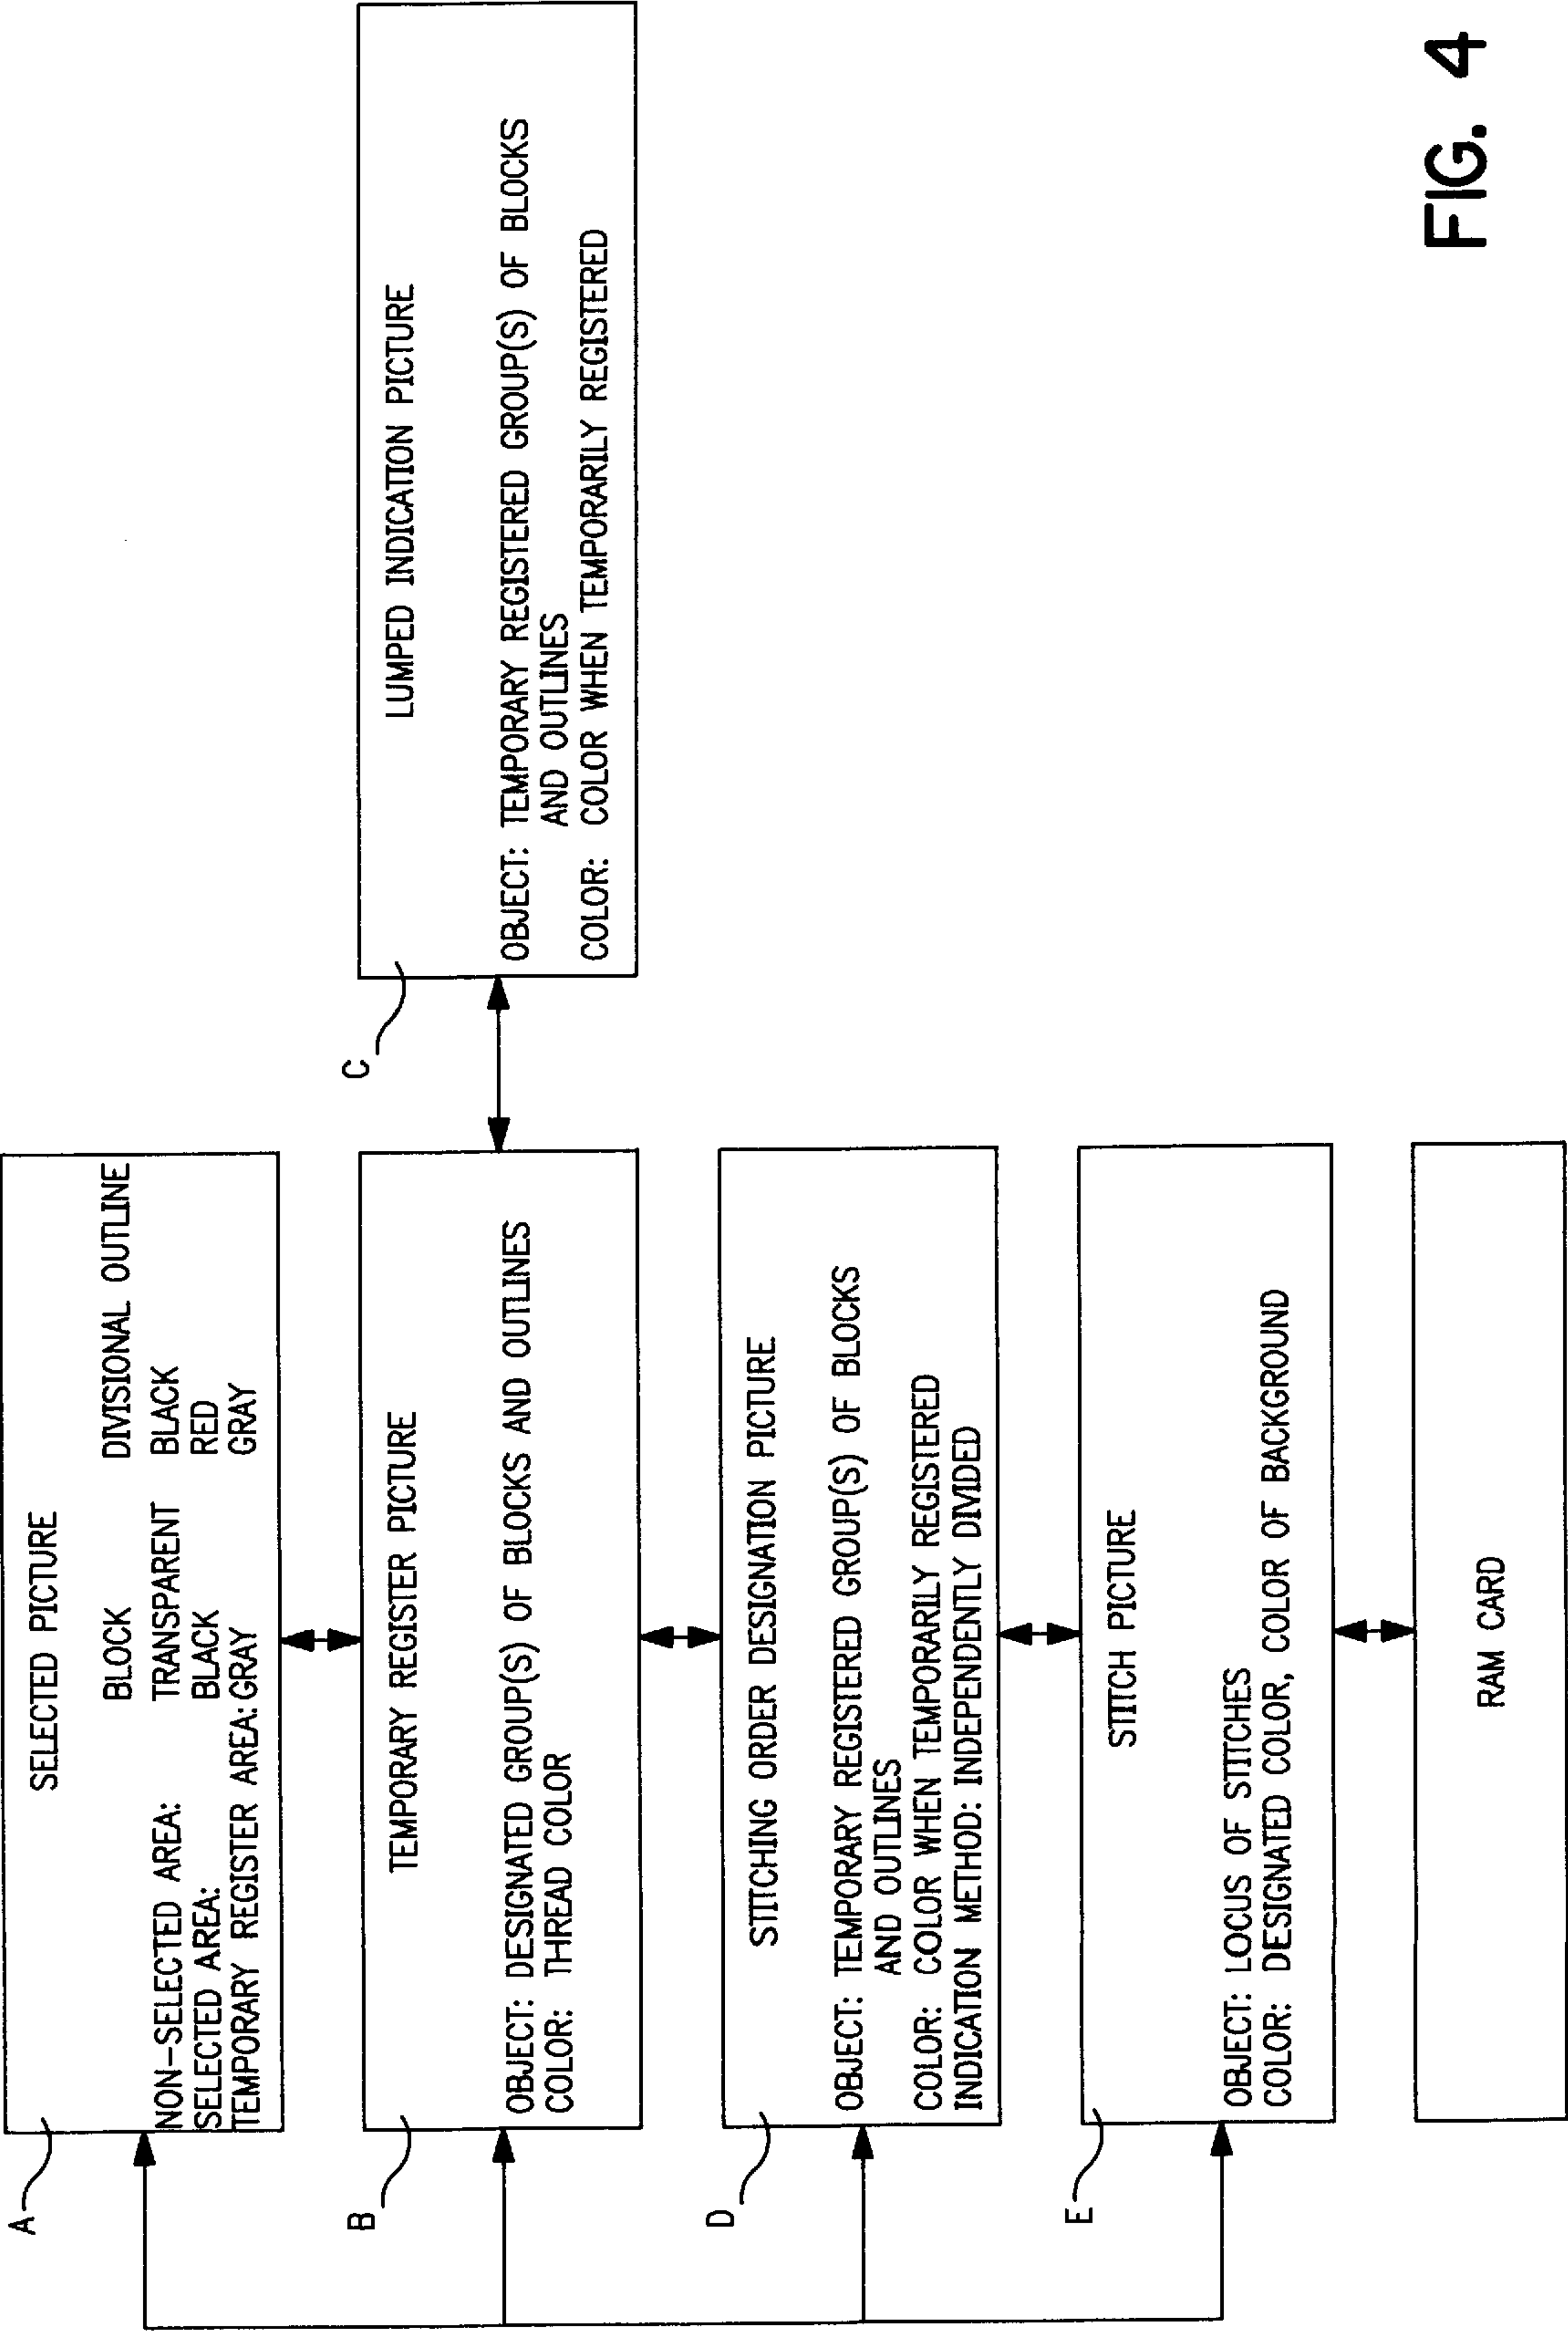 A
SELECTED PICTURE
BLOCK DIVISIONAL OUTLINE
NON-SELECTED AREA: TRANSPARENT BLACK
SELECTED AREA: BLACK RED
TEMPORARY REGISTER AREA: GRAY GRAY
B
TEMPORARY REGISTER PICTURE
OBJECT: DESIGNATED GROUP(S) OF BLOCKS AND OUTLINES
COLOR: THREAD COLOR
C
LUMPED INDICATION PICTURE
OBJECT: TEMPORARY REGISTERED GROUP(S) OF BLOCKS
AND OUTLINES
COLOR: COLOR WHEN TEMPORARILY REGISTERED
D
STITCHING ORDER DESIGNATION PICTURE
OBJECT: TEMPORARY REGISTERED GROUP(S) OF BLOCKS
AND OUTLINES
COLOR: COLOR WHEN TEMPORARILY REGISTERED
INDICATION METHOD: INDEPENDENTLY DIVIDED
E
STITCH PICTURE
OBJECT: LOCUS OF STITCHES
COLOR: DESIGNATED COLOR, COLOR OF BACKGROUND
RAM CARD
FIG. 4